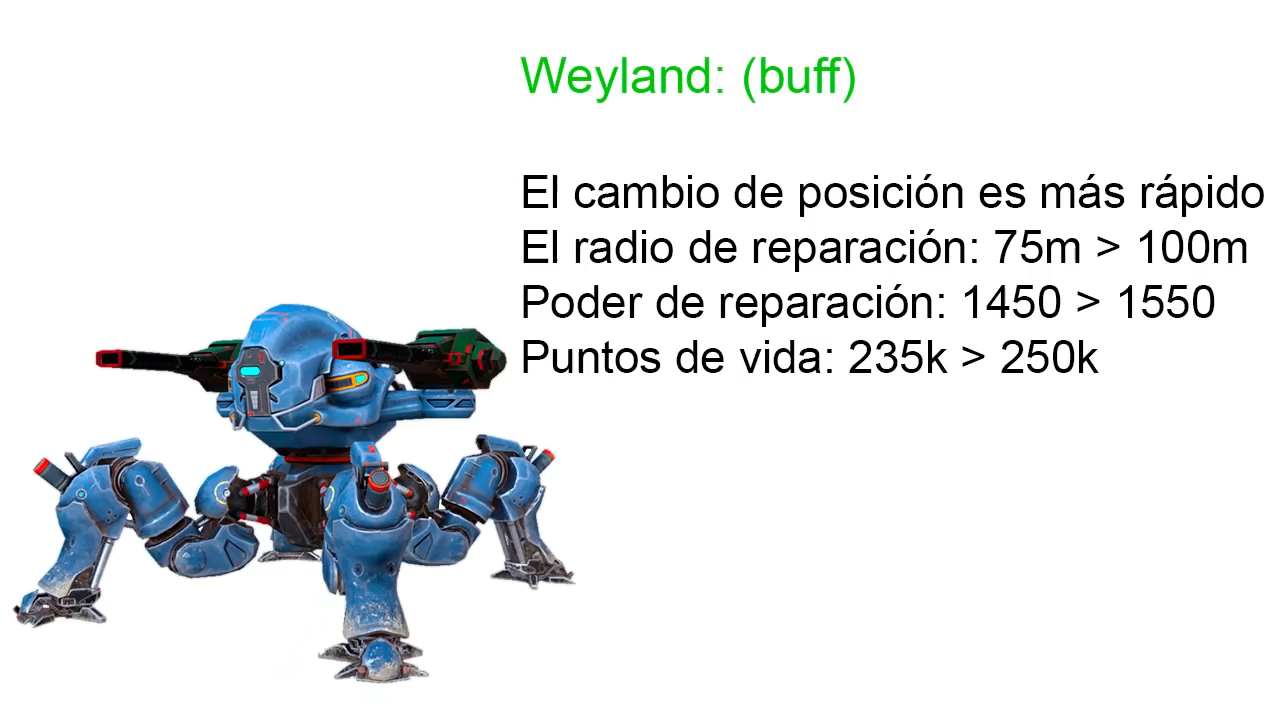 Weyland: (buff)
El cambio de posición es más rápido
El radio de reparación: 75m > 100m
Poder de reparación: 1450 > 1550
Puntos de vida: 235k > 250k